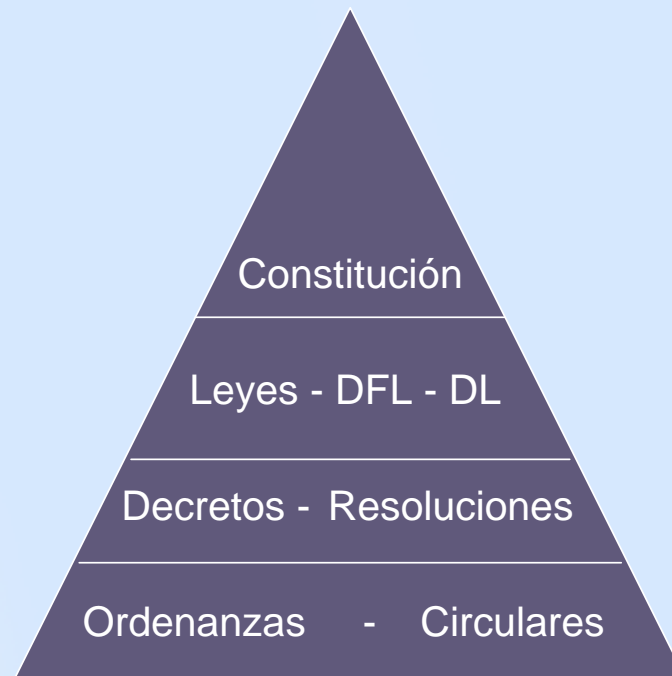 Constitución
Leyes - DFL - DL
Decretos - Resoluciones
Ordenanzas - Circulares